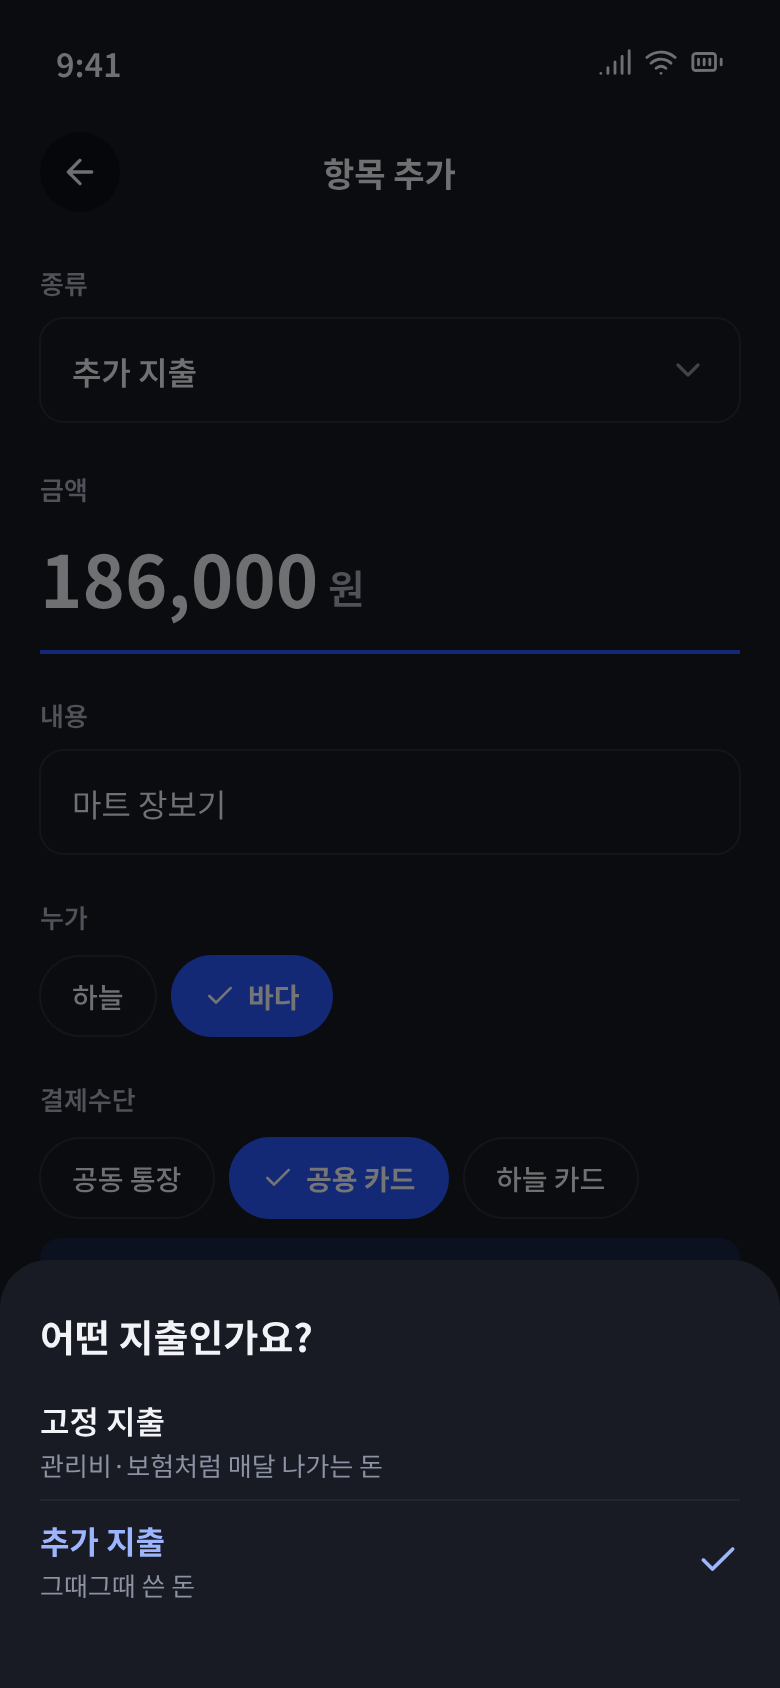 9:41
항목 추가
종류
추가 지출
금액
186,000 원
내용
마트 장보기
누가
하늘
바다
결제수단
공동 통장
공용 카드
하늘 카드
어떤 지출인가요?
고정 지출
관리비·보험처럼 매달 나가는 돈
추가 지출
그때그때 쓴 돈